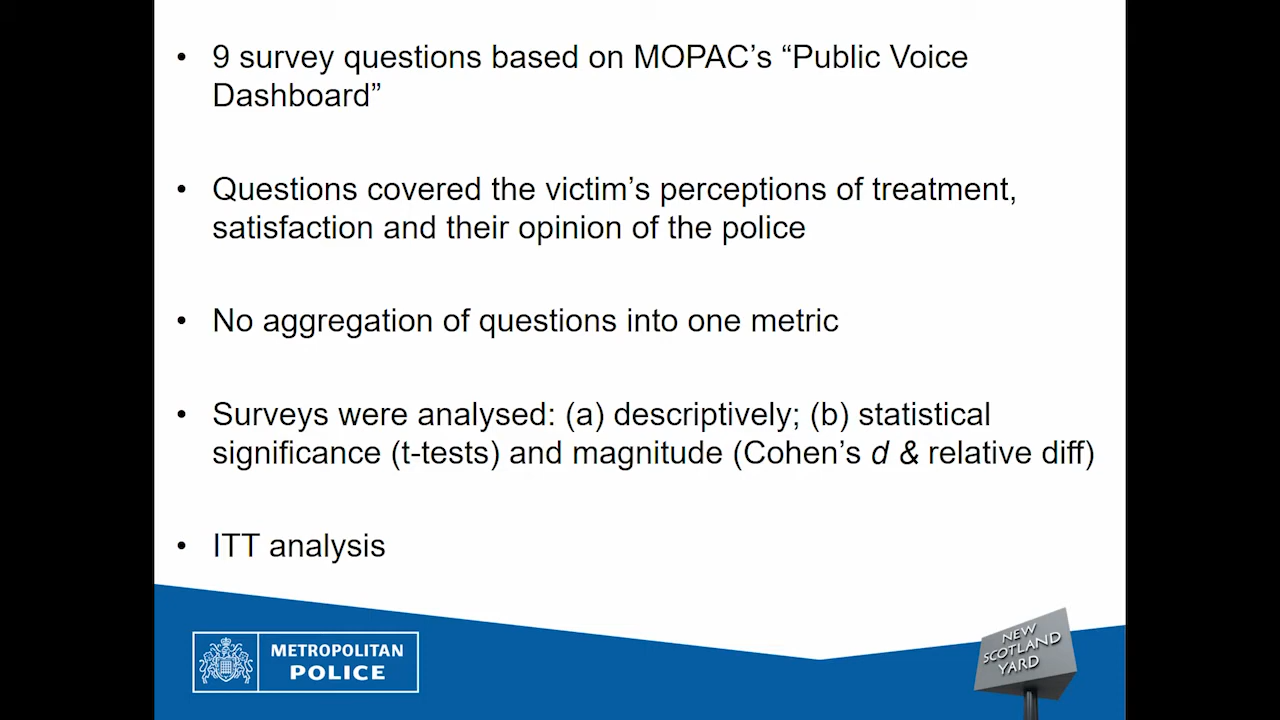 • 9 survey questions based on MOPAC’s “Public Voice
Dashboard”
• Questions covered the victim’s perceptions of treatment,
satisfaction and their opinion of the police
• No aggregation of questions into one metric
• Surveys were analysed: (a) descriptively; (b) statistical
significance (t-tests) and magnitude (Cohen’s d & relative diff)
• ITT analysis
METROPOLITAN
POLICE
NEW
SCOTLAND
YARD